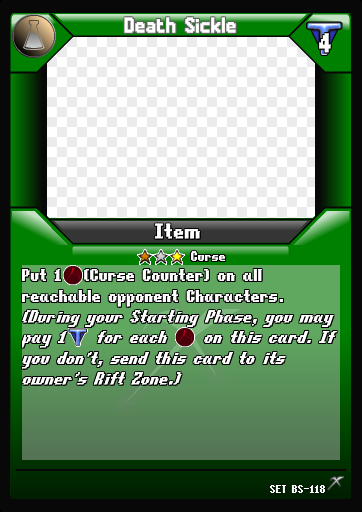 Death Sickle
4
Item
Curse
Put 1 (Curse Counter) on all
reachable opponent Characters.
(During your Starting Phase, you may
pay 1 for each on this card. If
you don't, send this card to its
owner's Rift Zone.)
SET BS-118